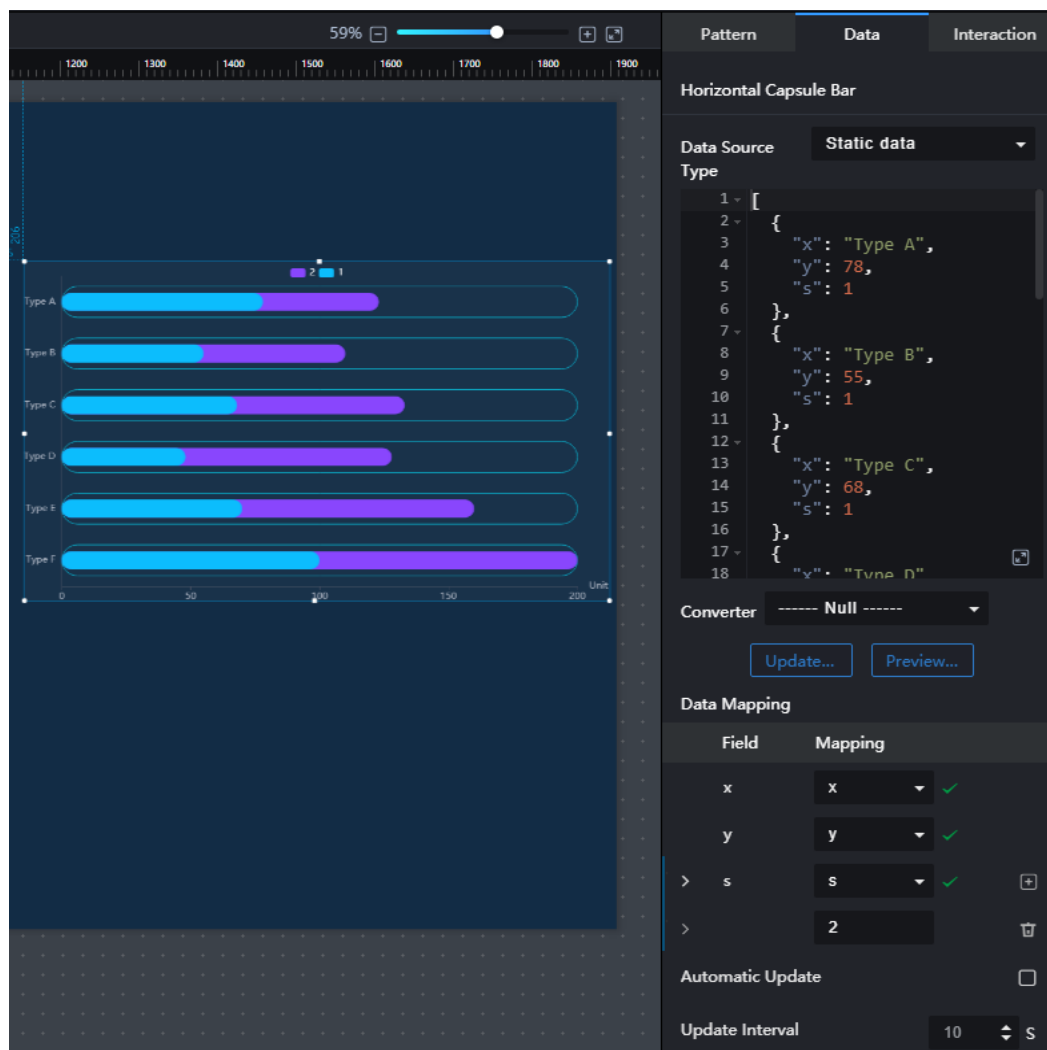 59%
Pattern Data Interaction
1200 1300 1400 1500 1600 1700 1800 1900
Horizontal Capsule Bar
Data Source Type
Static data
1 [
2 {
3 "x": "Type A",
4 "y": 78,
5 "s": 1
6 },
7 {
8 "x": "Type B",
9 "y": 55,
10 "s": 1
11 },
12 {
13 "x": "Type C",
14 "y": 68,
15 "s": 1
16 },
17 {
18 "x": "Type D"
206
2 1
Type A
Type B
Type C
Type D
Type E
Type F
Unit
0 50 100 150 200
Converter ------ Null ------
Update... Preview...
Data Mapping
Field Mapping
x x
y y
s s
2
Automatic Update
Update Interval 10 S